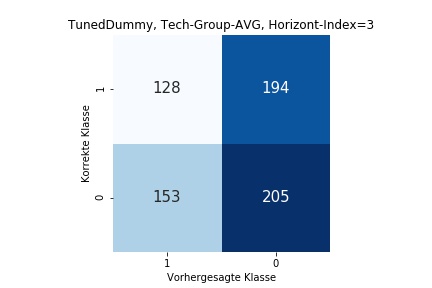 TunedDummy, Tech-Group-AVG, Horizont-Index=3
Korrekte Klasse
1
128
194
0
153
205
1
0
Vorhergesagte Klasse